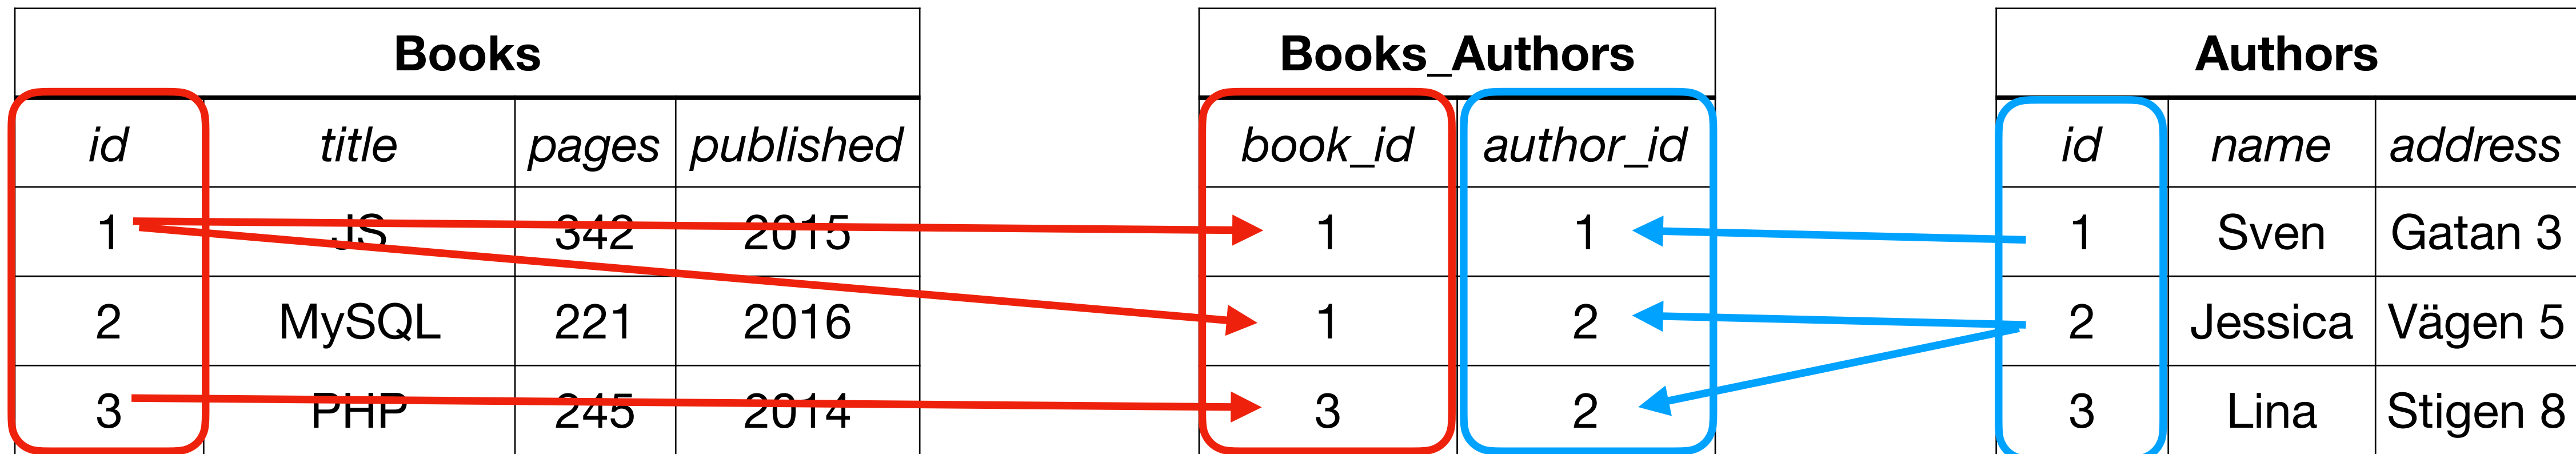 Books Books_Authors Authors
id title pages published book_id author_id id name address
1 JS 342 2015 1 1 1 Sven Gatan 3
2 MySQL 221 2016 1 2 2 Jessica Vägen 5
3 PHP 245 2014 3 2 3 Lina Stigen 8